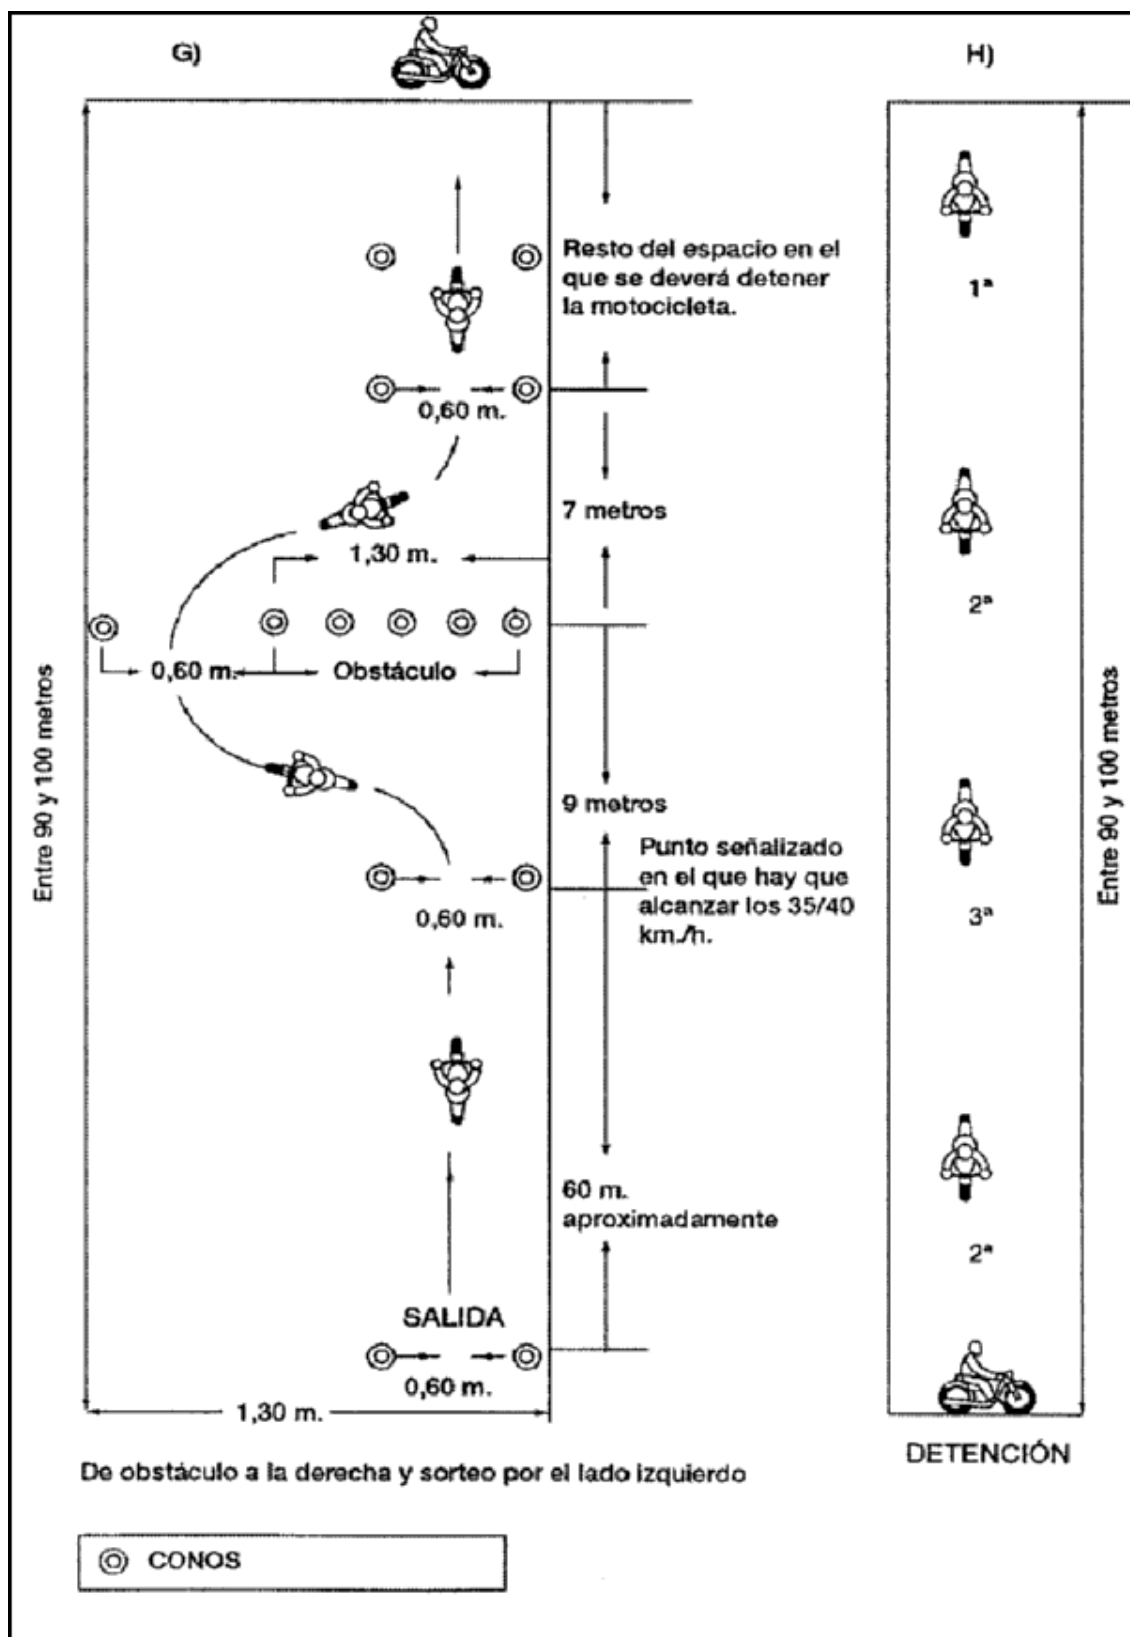 G)
H)
Resto del espacio en el
que se deverá detener
la motocicleta.
1ª
0,60 m.
7 metros
1,30 m.
2ª
0,60 m.
Obstáculo
Entre 90 y 100 metros
Entre 90 y 100 metros
9 metros
Punto señalizado
en el que hay que
alcanzar los 35/40
km./h.
0,60 m.
3ª
60 m.
aproximadamente
2ª
SALIDA
0,60 m.
1,30 m.
DETENCIÓN
De obstáculo a la derecha y sorteo por el lado izquierdo
CONOS